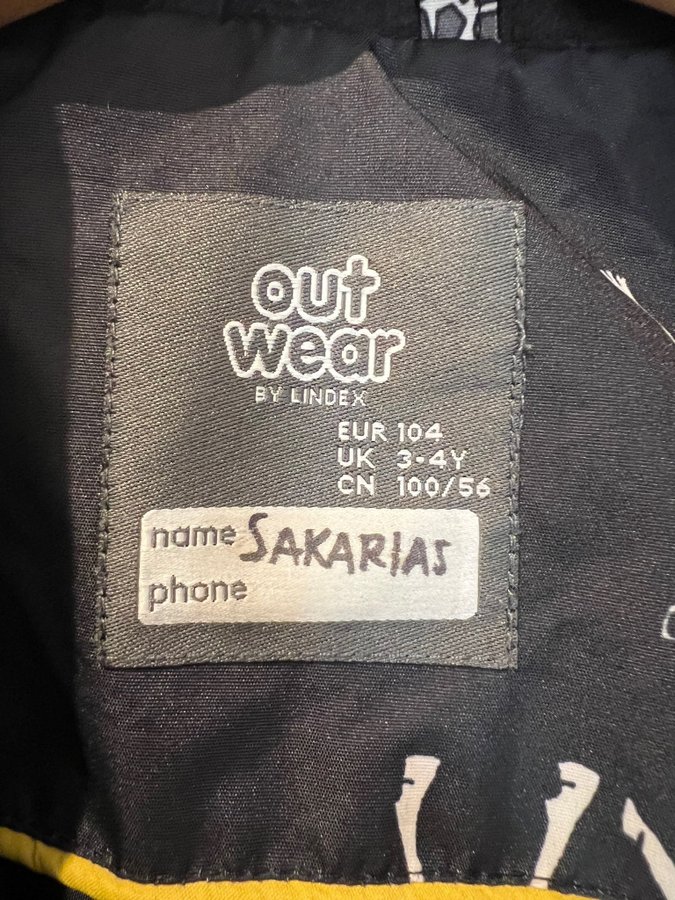 out
wear
BY LINDEX
EUR 104
UK 3-4Y
CN 100/56
name SAKARIAS
phone